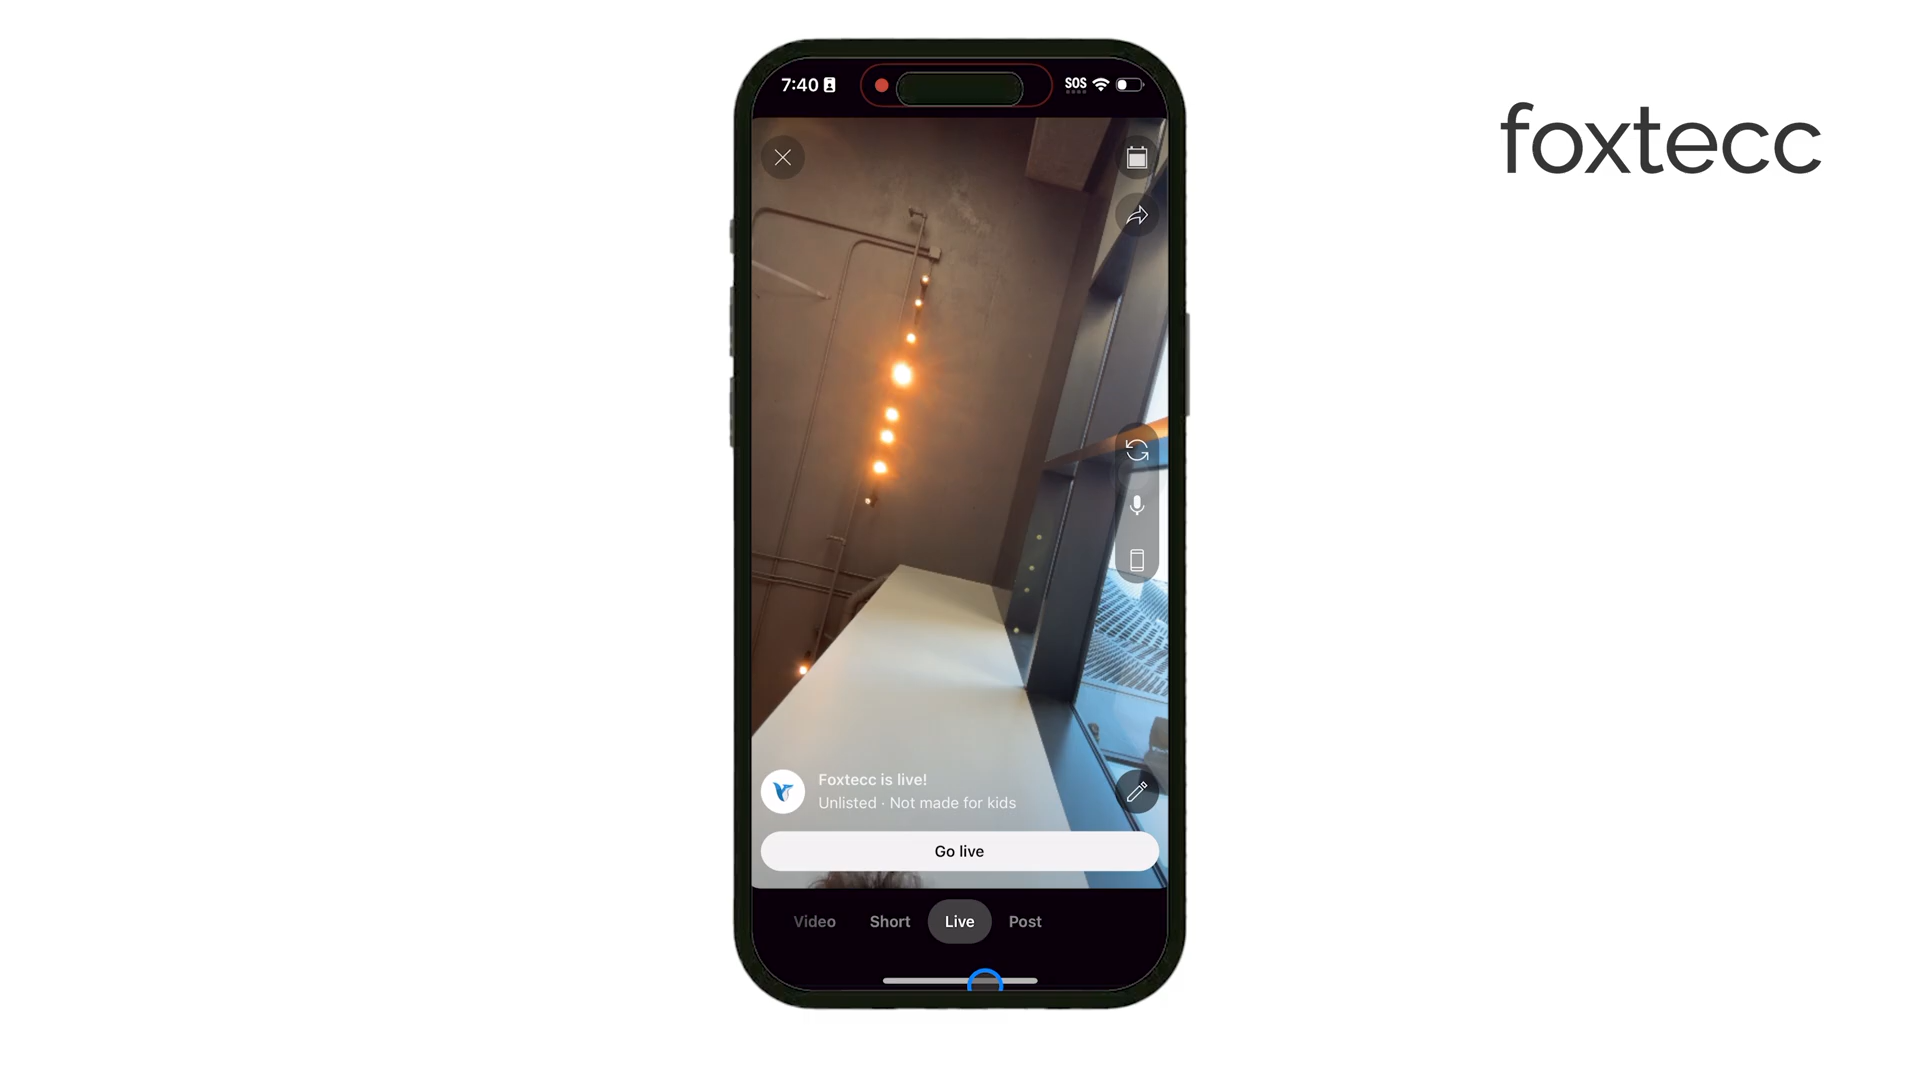 foxtecc
7:40
SOS
Foxtecc is live!
Unlisted · Not made for kids
Go live
Video Short Live Post